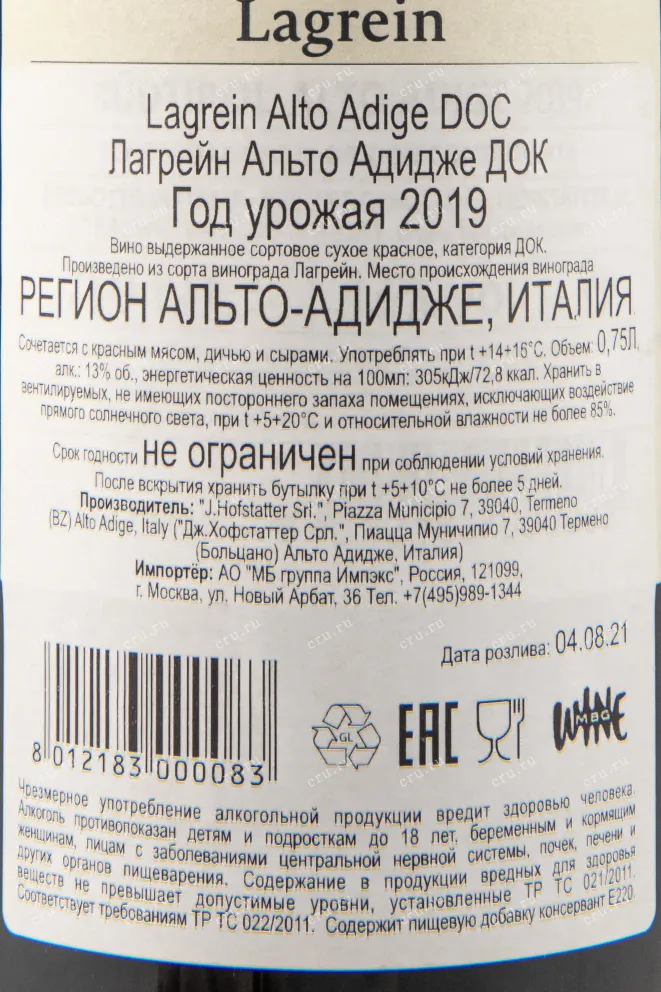 Lagrein
Lagrein Alto Adige DOC
Лагрейн Альто Адидже ДОК
Год урожая 2019
Вино выдержанное сортовое сухое красное, категория ДОК.
Произведено из сорта винограда Лагрейн. Место происхождения винограда
РЕГИОН АЛЬТО-АДИДЖЕ, ИТАЛИЯ
Сочетается с красным мясом, дичью и сырами. Употреблять при t +14+16°C. Объем: 0,75Л,
алк.: 13% об., энергетическая ценность на 100мл: 305кДж/72,8 ккал. Хранить в
вентилируемых, не имеющих постороннего запаха помещениях, исключающих воздействие
прямого солнечного света, при t +5+20°C и относительной влажности не более 85%.
Срок годности не ограничен при соблюдении условий хранения.
После вскрытия хранить бутылку при t +5+10°C не более 5 дней.
Производитель: "J.Hofstatter Srl.", Piazza Municipio 7, 39040, Termeno
(BZ) Alto Adige, Italy ("Дж.Хофстаттер Срл.", Пиацца Муничипио 7, 39040 Термено
(Больцано) Альто Адидже, Италия)
Импортёр: АО "МБ группа Импэкс", Россия, 121099,
г. Москва, ул. Новый Арбат, 36 Тел. +7(495)989-1344
Дата розлива: 04.08.21
GL
EAC
WINE
MBG
8 012183 000083
Чрезмерное употребление алкогольной продукции вредит здоровью человека.
Алкоголь противопоказан детям и подросткам до 18 лет, беременным и кормящим
женщинам, лицам с заболеваниями центральной нервной системы, почек, печени и
других органов пищеварения. Содержание в продукции вредных для здоровья
веществ не превышает допустимые уровни, установленные ТР ТС 021/2011.
Соответствует требованиям ТР ТС 022/2011. Содержит пищевую добавку консервант E220.
cru.ru